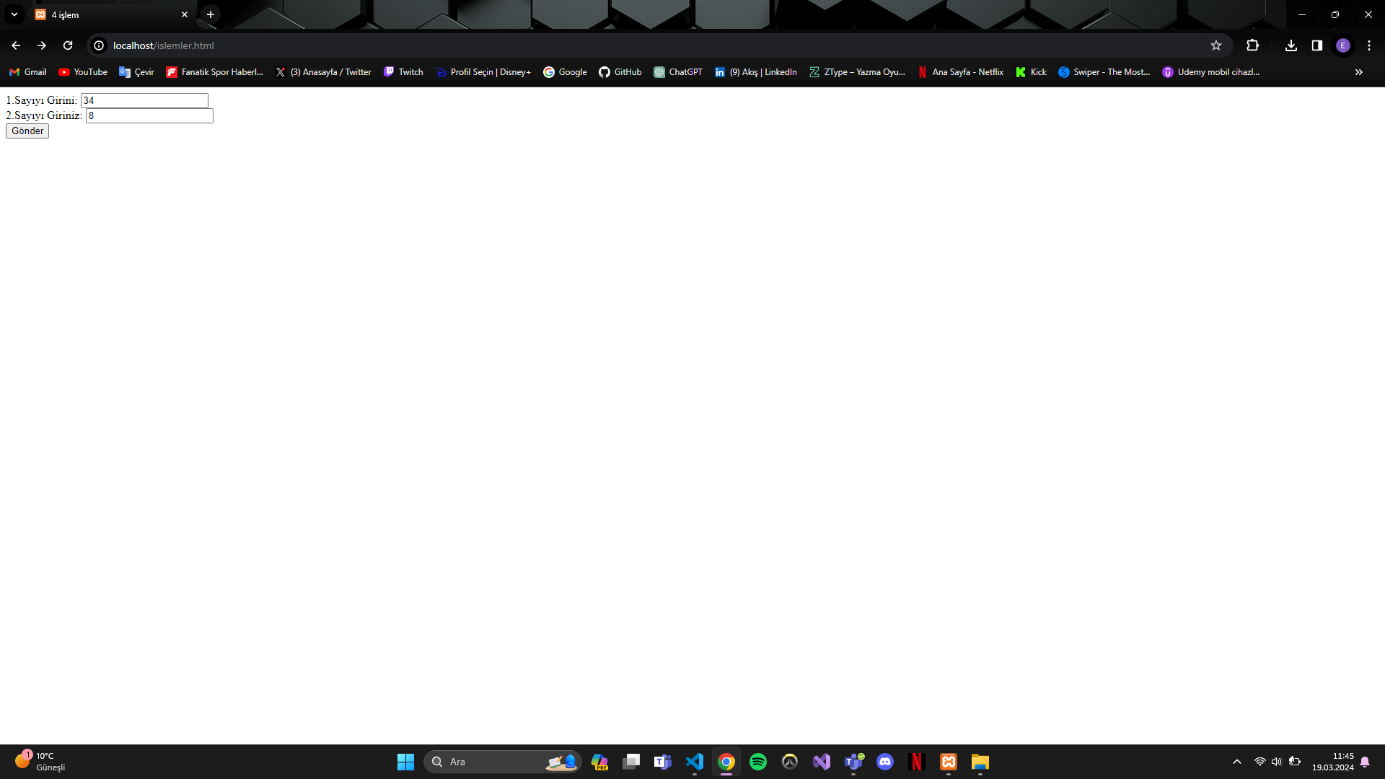 4 işlem
localhost/islemler.html
Gmail YouTube Çevir Fanatik Spor Haberl... (3) Anasayfa / Twitter Twitch Profil Seçin | Disney+ Google GitHub ChatGPT (9) Akış | LinkedIn ZType – Yazma Oyu... Ana Sayfa - Netflix Kick Swiper - The Most... Udemy mobil cihazl...
1.Sayıyı Girini: 34
2.Sayıyı Giriniz: 8
Gönder
1 10°C
Güneşli
Ara
11:45
19.03.2024